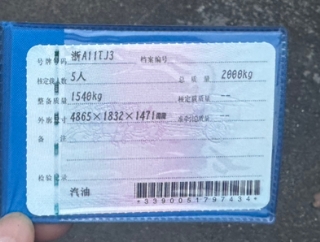 号牌号码 浙A11TJ3 档案编号
核定载人数 5人 总质量 2000kg
整备质量 1540kg 核定载质量 --
外廓尺寸 4865×1832×1471mm 准牵引总质量 --
备注
检验记录
汽油
*3390051797434*